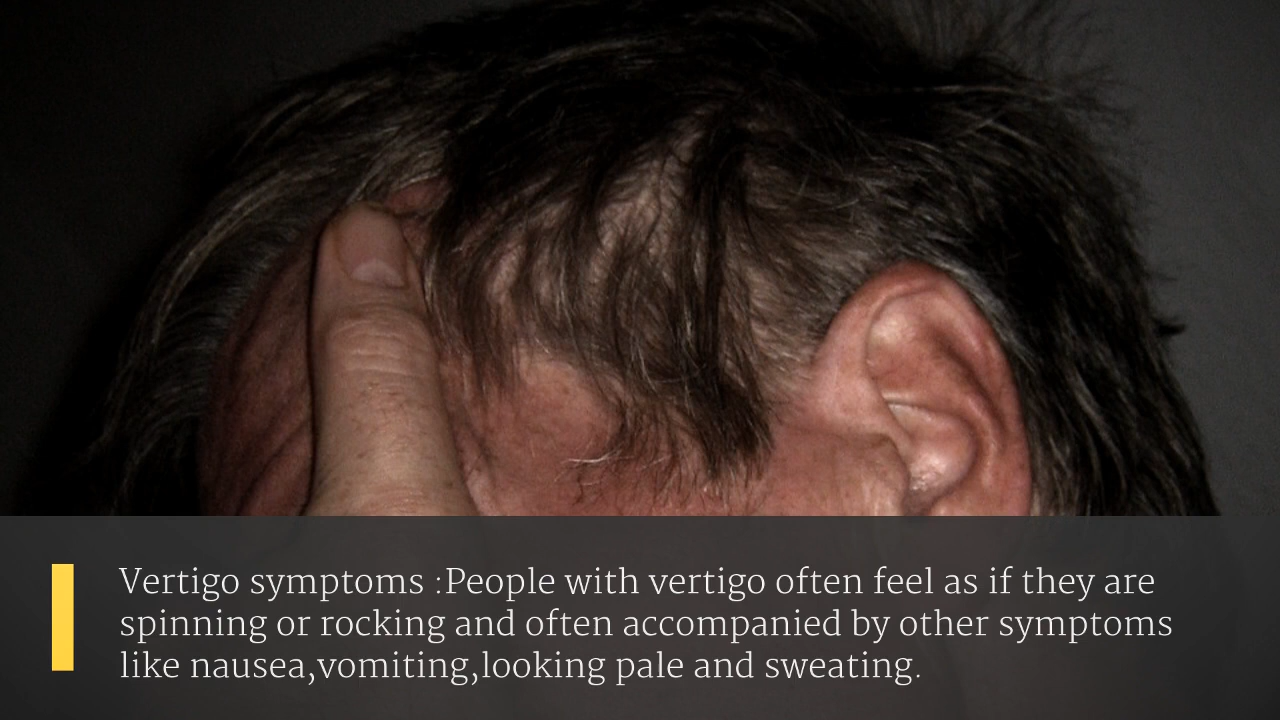 Vertigo symptoms :People with vertigo often feel as if they are
spinning or rocking and often accompanied by other symptoms
like nausea,vomiting,looking pale and sweating.